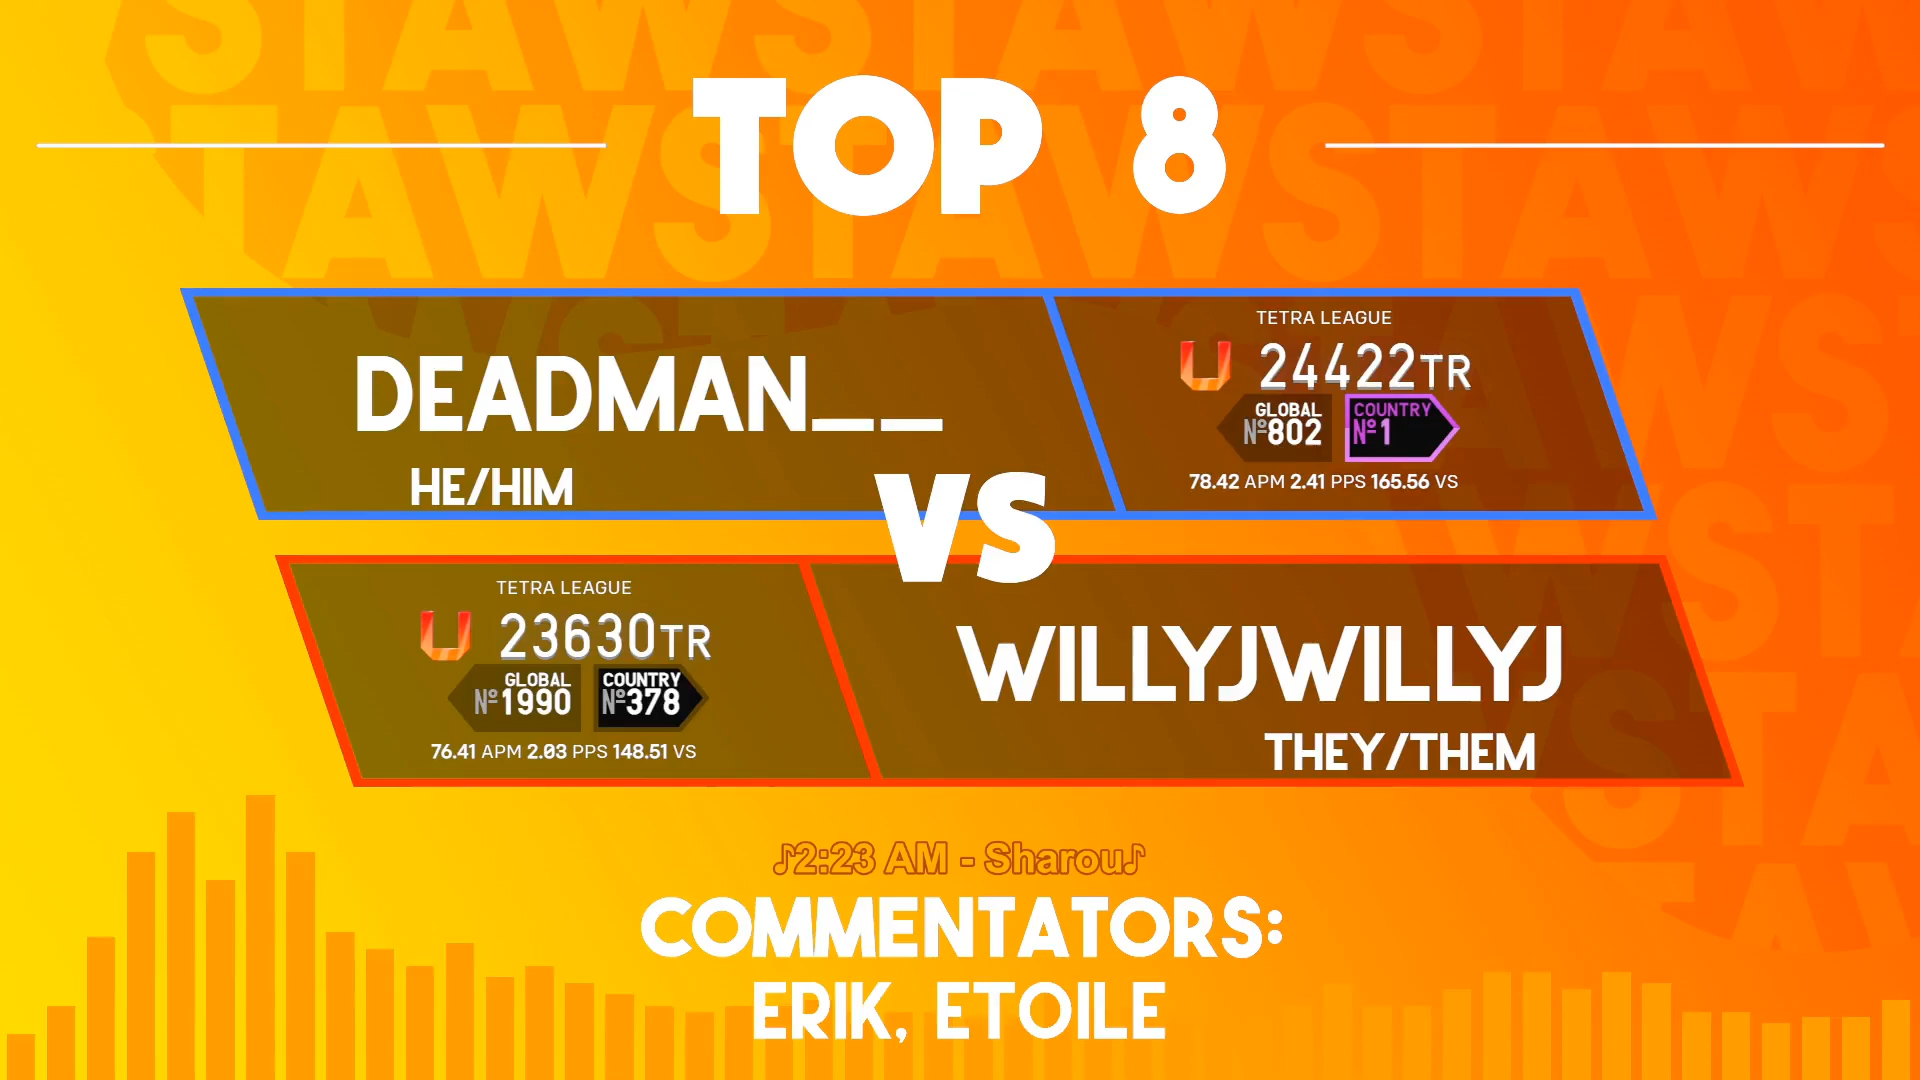 STAWSTAWSTAWSTAW
TAWSTAWSTAWS
TOP 8
DEADMAN__
HE/HIM
TETRA LEAGUE
U 24422TR
GLOBAL
№802
COUNTRY
№1
78.42 APM 2.41 PPS 165.56 VS
VS
TETRA LEAGUE
U 23630TR
GLOBAL
№1990
COUNTRY
№378
76.41 APM 2.03 PPS 148.51 VS
WILLYJWILLYJ
THEY/THEM
♪2:23 AM - Sharou♪
COMMENTATORS:
ERIK, ETOILE